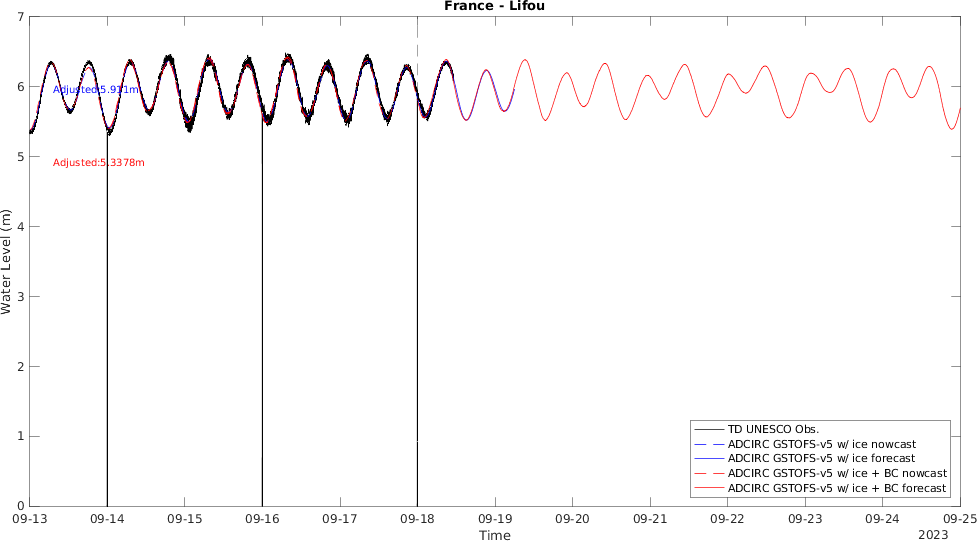 France - Lifou
7
6
5
4
3
2
1
0
Water Level (m)
Adjusted:5.911m
Adjusted:5.3378m
TD UNESCO Obs.
ADCIRC GSTOFS-v5 w/ ice nowcast
ADCIRC GSTOFS-v5 w/ ice forecast
ADCIRC GSTOFS-v5 w/ ice + BC nowcast
ADCIRC GSTOFS-v5 w/ ice + BC forecast
09-13 09-14 09-15 09-16 09-17 09-18 09-19 09-20 09-21 09-22 09-23 09-24 09-25
Time
2023